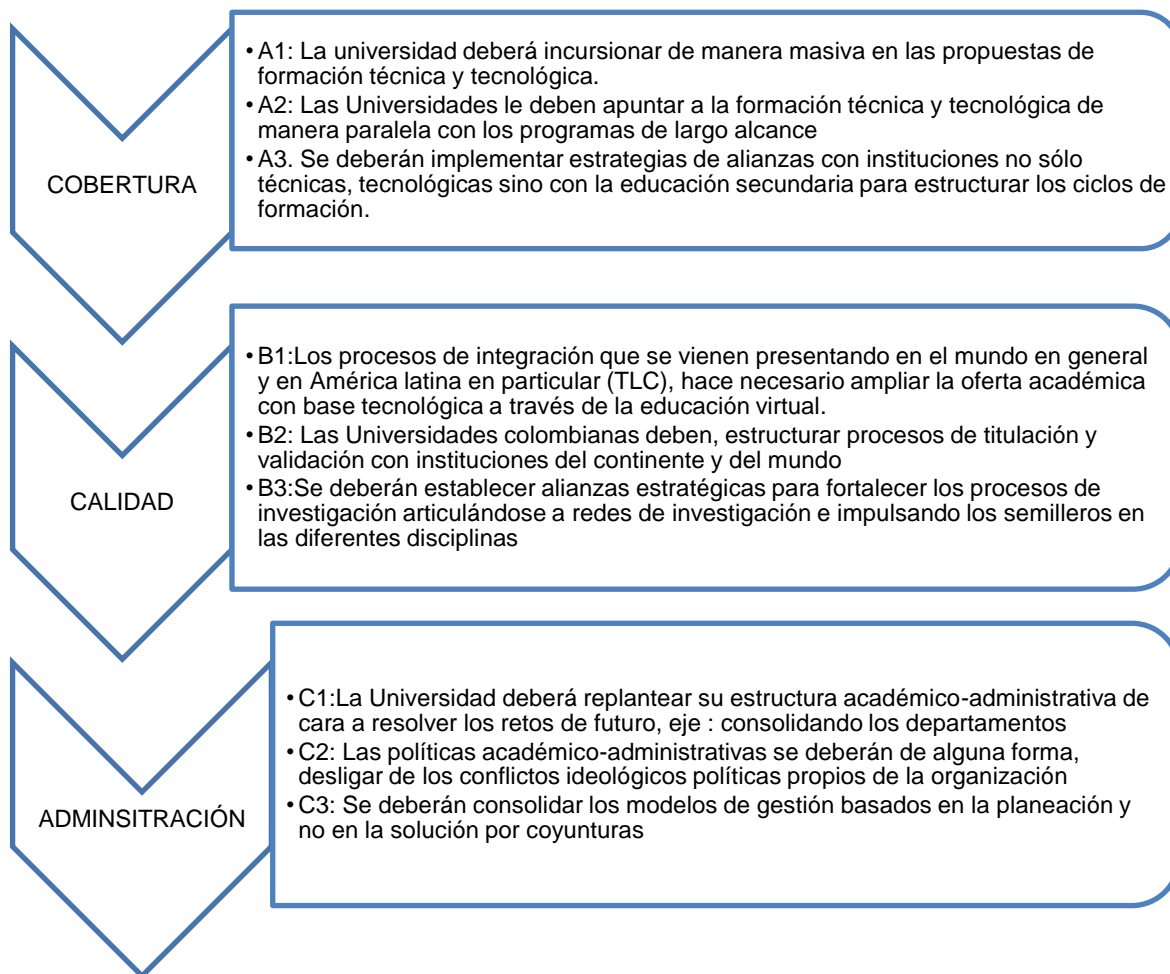 COBERTURA
• A1: La universidad deberá incursionar de manera masiva en las propuestas de
formación técnica y tecnológica.
• A2: Las Universidades le deben apuntar a la formación técnica y tecnológica de
manera paralela con los programas de largo alcance
• A3. Se deberán implementar estrategias de alianzas con instituciones no sólo
técnicas, tecnológicas sino con la educación secundaria para estructurar los ciclos de
formación.
CALIDAD
• B1:Los procesos de integración que se vienen presentando en el mundo en general
y en América latina en particular (TLC), hace necesario ampliar la oferta académica
con base tecnológica a través de la educación virtual.
• B2: Las Universidades colombianas deben, estructurar procesos de titulación y
validación con instituciones del continente y del mundo
• B3:Se deberán establecer alianzas estratégicas para fortalecer los procesos de
investigación articulándose a redes de investigación e impulsando los semilleros en
las diferentes disciplinas
ADMINSITRACIÓN
• C1:La Universidad deberá replantear su estructura académico-administrativa de
cara a resolver los retos de futuro, eje : consolidando los departamentos
• C2: Las políticas académico-administrativas se deberán de alguna forma,
desligar de los conflictos ideológicos políticas propios de la organización
• C3: Se deberán consolidar los modelos de gestión basados en la planeación y
no en la solución por coyunturas